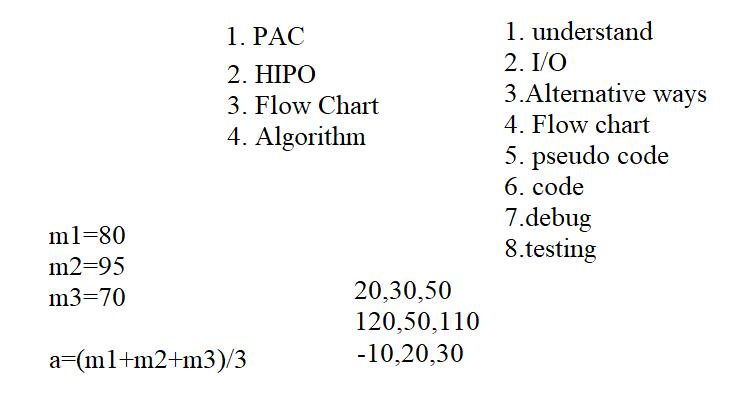 1. PAC
2. HIPO
3. Flow Chart
4. Algorithm
1. understand
2. I/O
3.Alternative ways
4. Flow chart
5. pseudo code
6. code
7.debug
8.testing
m1=80
m2=95
m3=70
a=(m1+m2+m3)/3
20,30,50
120,50,110
-10,20,30